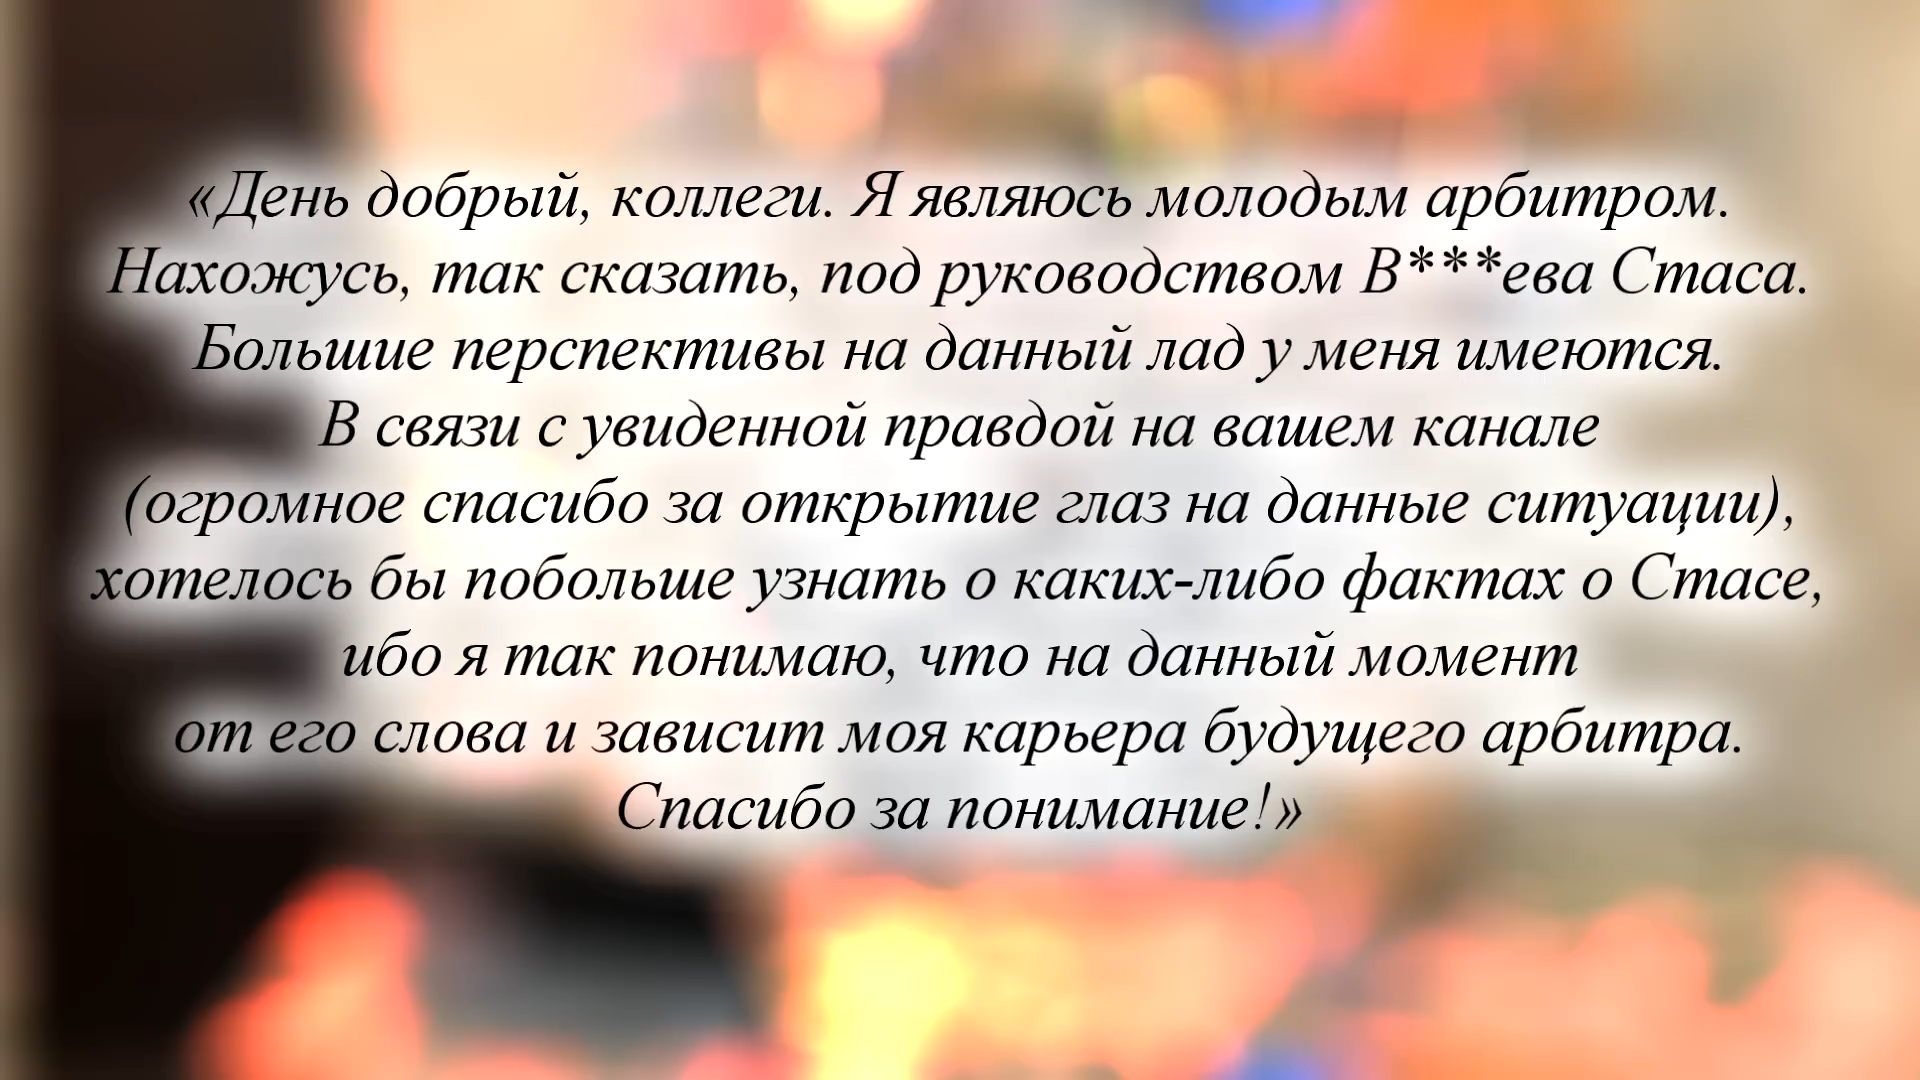 «День добрый, коллеги. Я являюсь молодым арбитром.
Нахожусь, так сказать, под руководством В***ева Стаса.
Большие перспективы на данный лад у меня имеются.
В связи с увиденной правдой на вашем канале
(огромное спасибо за открытие глаз на данные ситуации),
хотелось бы побольше узнать о каких-либо фактах о Стасе,
ибо я так понимаю, что на данный момент
от его слова и зависит моя карьера будущего арбитра.
Спасибо за понимание!»